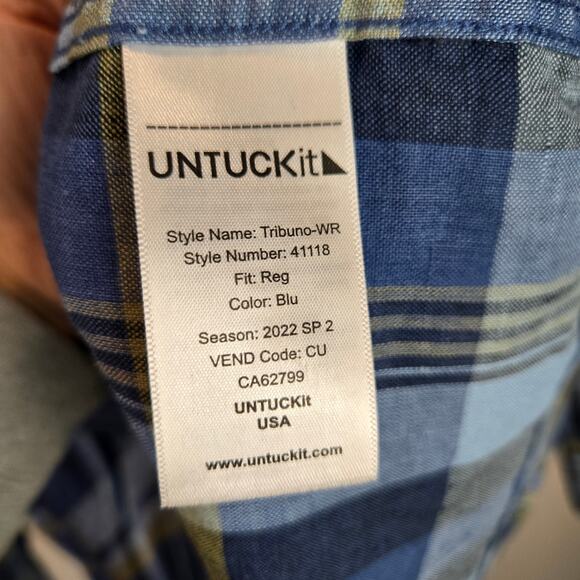 UNTUCKit
Style Name: Tribuno-WR
Style Number: 41118
Fit: Reg
Color: Blu
Season: 2022 SP 2
VEND Code: CU
CA62799
UNTUCKit
USA
www.untuckit.com